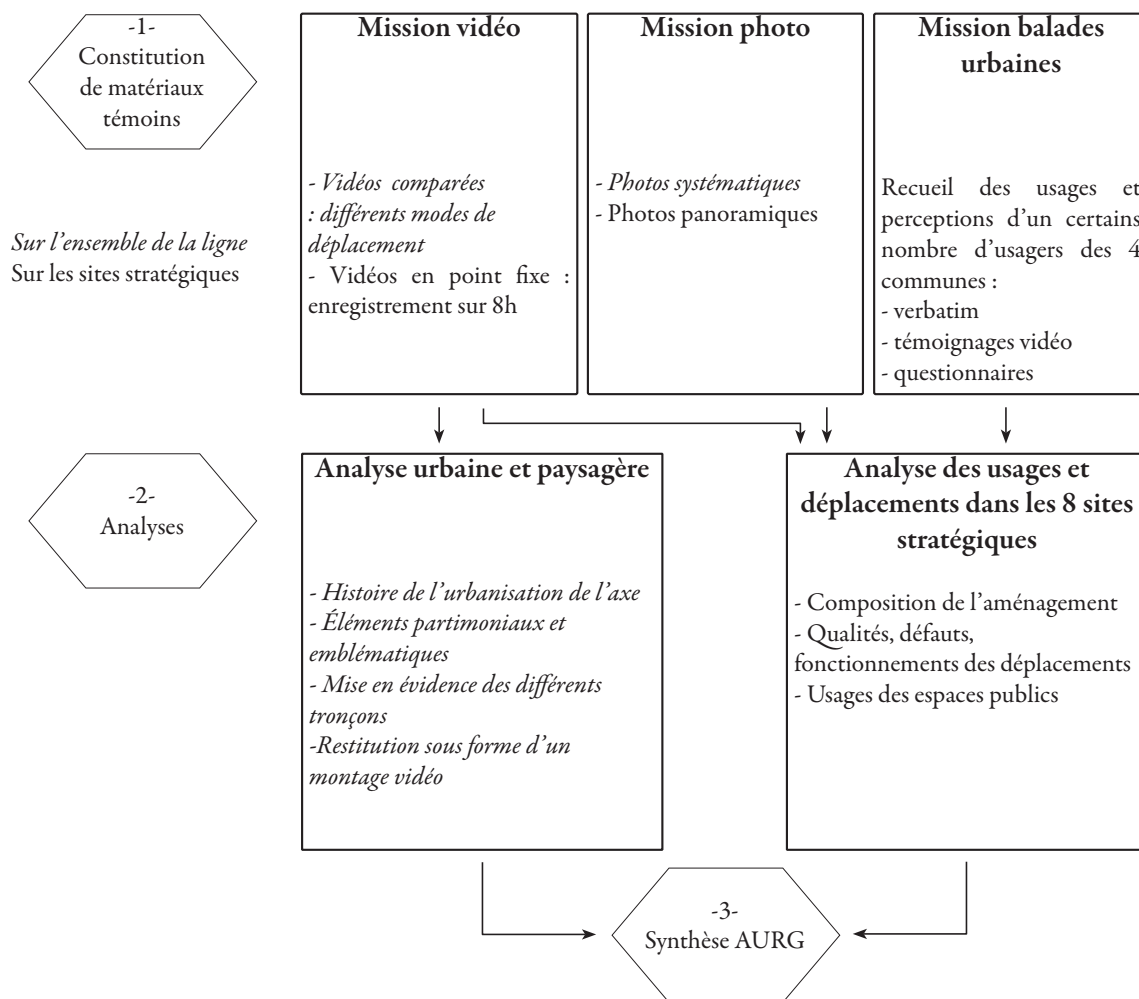 -1-
Constitution
de matériaux
témoins
Sur l'ensemble de la ligne
Sur les sites stratégiques
Mission vidéo
- Vidéos comparées
: différents modes de
déplacement
- Vidéos en point fixe :
enregistrement sur 8h
Mission photo
- Photos systématiques
- Photos panoramiques
Mission balades
urbaines
Recueil des usages et
perceptions d'un certains
nombre d'usagers des 4
communes :
- verbatim
- témoignages vidéo
- questionnaires
-2-
Analyses
Analyse urbaine et paysagère
- Histoire de l'urbanisation de l'axe
- Éléments partimoniaux et
emblématiques
- Mise en évidence des différents
tronçons
-Restitution sous forme d'un
montage vidéo
Analyse des usages et
déplacements dans les 8 sites
stratégiques
- Composition de l'aménagement
- Qualités, défauts,
fonctionnements des déplacements
- Usages des espaces publics
-3-
Synthèse AURG